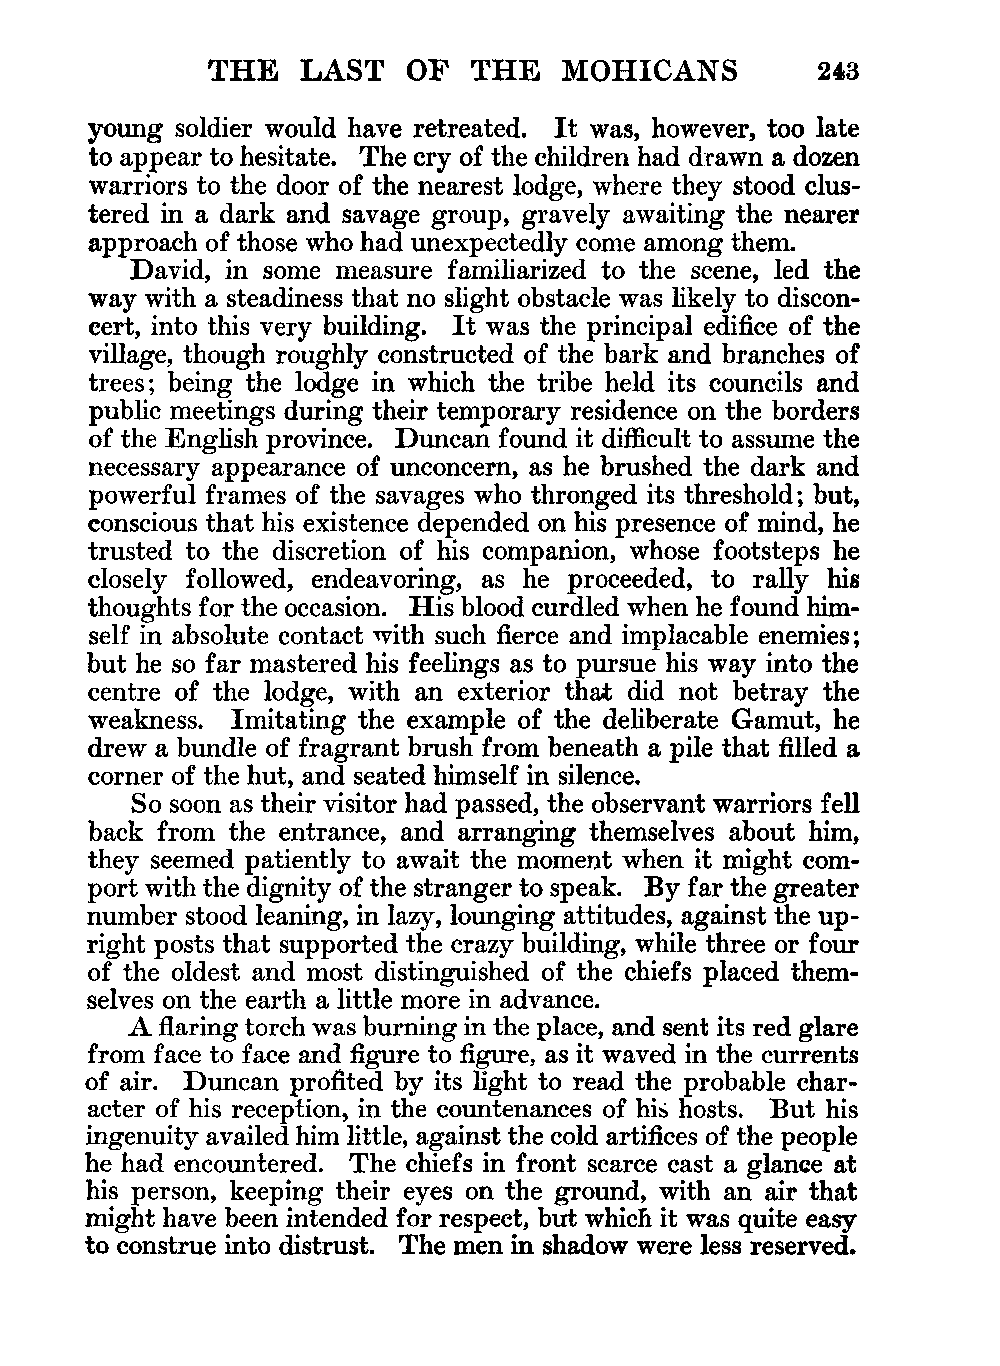 THE LAST OF THE MOHICANS 243
young soldier would have retreated. It was, however, too late
to appear to hesitate. The cry of the children had drawn a dozen
warriors to the door of the nearest lodge, where they stood clus-
tered in a dark and savage group, gravely awaiting the nearer
approach of those who had unexpectedly come among them.
David, in some measure familiarized to the scene, led the
way with a steadiness that no slight obstacle was likely to discon-
cert, into this very building. It was the principal edifice of the
village, though roughly constructed of the bark and branches of
trees; being the lodge in which the tribe held its councils and
public meetings during their temporary residence on the borders
of the English province. Duncan found it difficult to assume the
necessary appearance of unconcern, as he brushed the dark and
powerful frames of the savages who thronged its threshold; but,
conscious that his existence depended on his presence of mind, he
trusted to the discretion of his companion, whose footsteps he
closely followed, endeavoring, as he proceeded, to rally his
thoughts for the occasion. His blood curdled when he found him-
self in absolute contact with such fierce and implacable enemies;
but he so far mastered his feelings as to pursue his way into the
centre of the lodge, with an exterior that did not betray the
weakness. Imitating the example of the deliberate Gamut, he
drew a bundle of fragrant brush from beneath a pile that filled a
corner of the hut, and seated himself in silence.
So soon as their visitor had passed, the observant warriors fell
back from the entrance, and arranging themselves about him,
they seemed patiently to await the moment when it might com-
port with the dignity of the stranger to speak. By far the greater
number stood leaning, in lazy, lounging attitudes, against the up-
right posts that supported the crazy building, while three or four
of the oldest and most distinguished of the chiefs placed them-
selves on the earth a little more in advance.
A flaring torch was burning in the place, and sent its red glare
from face to face and figure to figure, as it waved in the currents
of air. Duncan profited by its light to read the probable char-
acter of his reception, in the countenances of his hosts. But his
ingenuity availed him little, against the cold artifices of the people
he had encountered. The chiefs in front scarce cast a glance at
his person, keeping their eyes on the ground, with an air that
might have been intended for respect, but which it was quite easy
to construe into distrust. The men in shadow were less reserved.